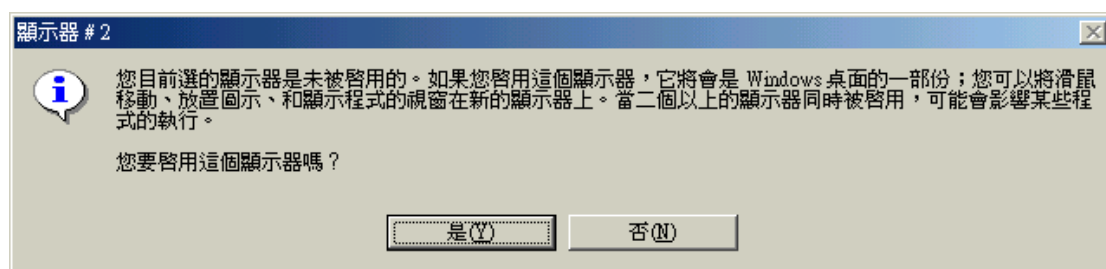 顯示器 # 2
您目前選的顯示器是未被啓用的。如果您啓用這個顯示器，它將會是 Windows 桌面的一部份；您可以將滑鼠
移動、放置圖示、和顯示程式的視窗在新的顯示器上。當二個以上的顯示器同時被啓用，可能會影響某些程
式的執行。
您要啓用這個顯示器嗎？
是(Y)
否(N)